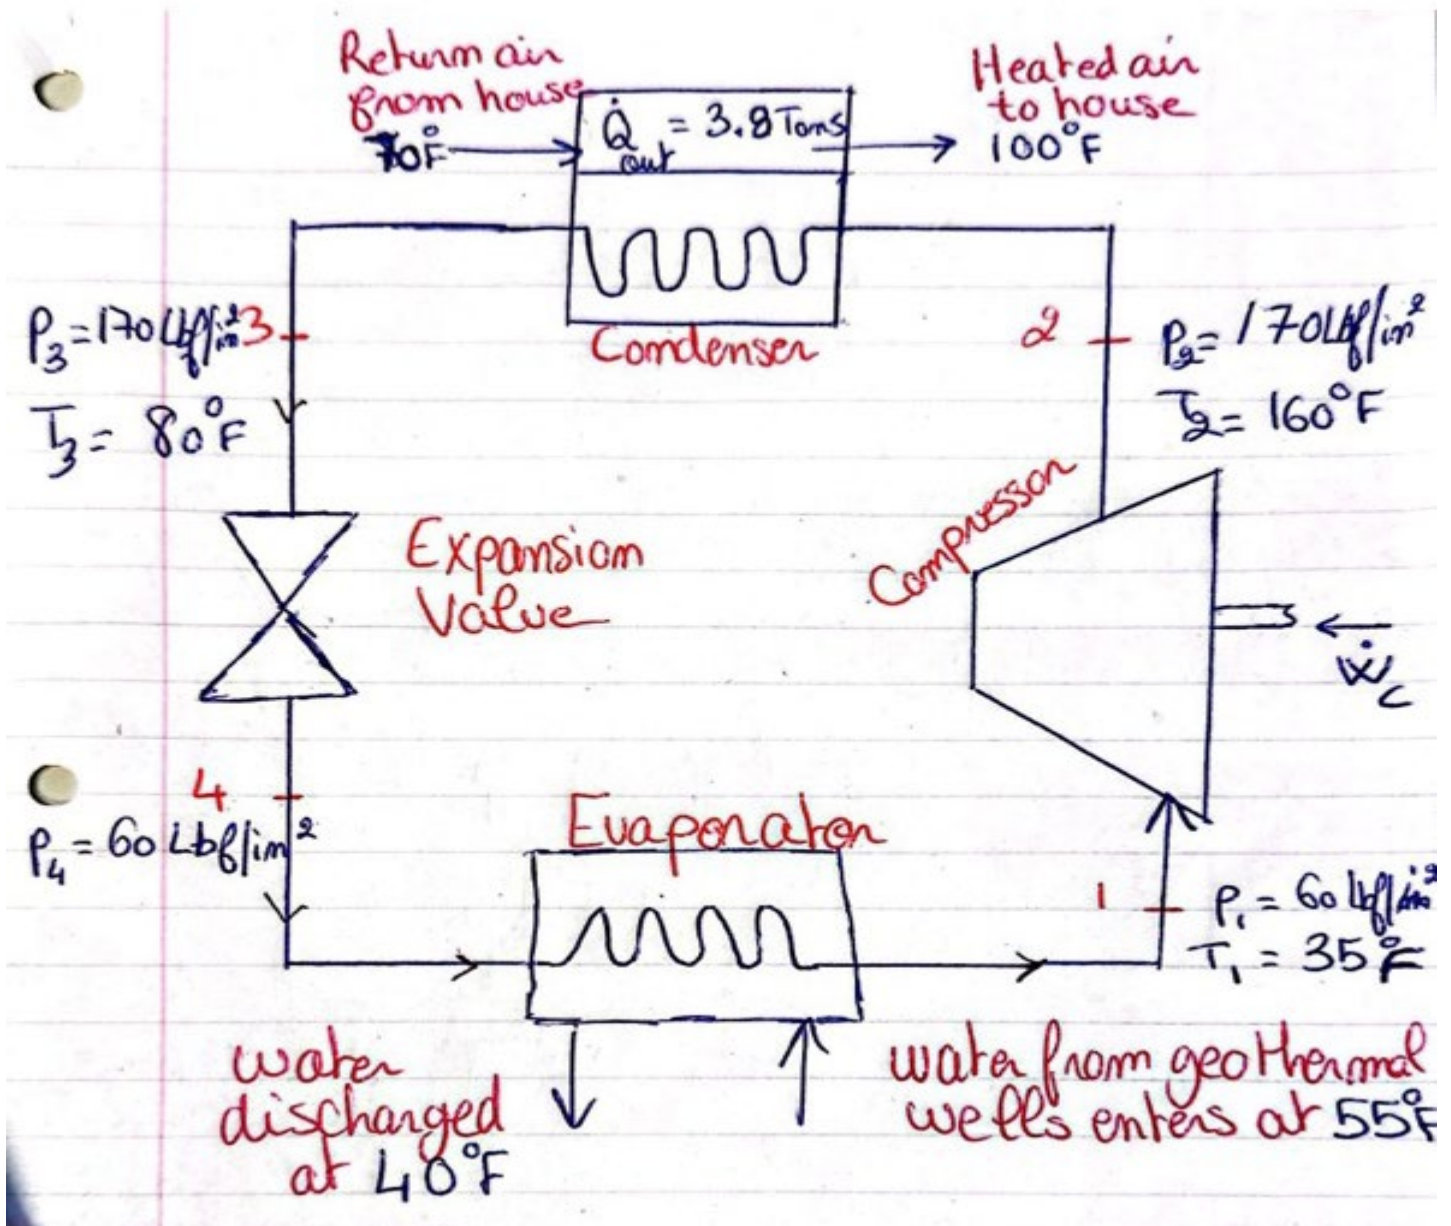 Return air
from house
70°F
Q̇out = 3.8 Tons
Heated air
to house
100°F
Condenser
P3 = 170 Lbf/in²
T3 = 80°F
3
2
P2 = 170 Lbf/in²
T2 = 160°F
Expansion
Valve
Compressor
Ẇc
4
P4 = 60 Lbf/in²
Evaporator
1
P1 = 60 Lbf/in²
T1 = 35°F
water
discharged
at 40°F
water from geothermal
wells enters at 55°F